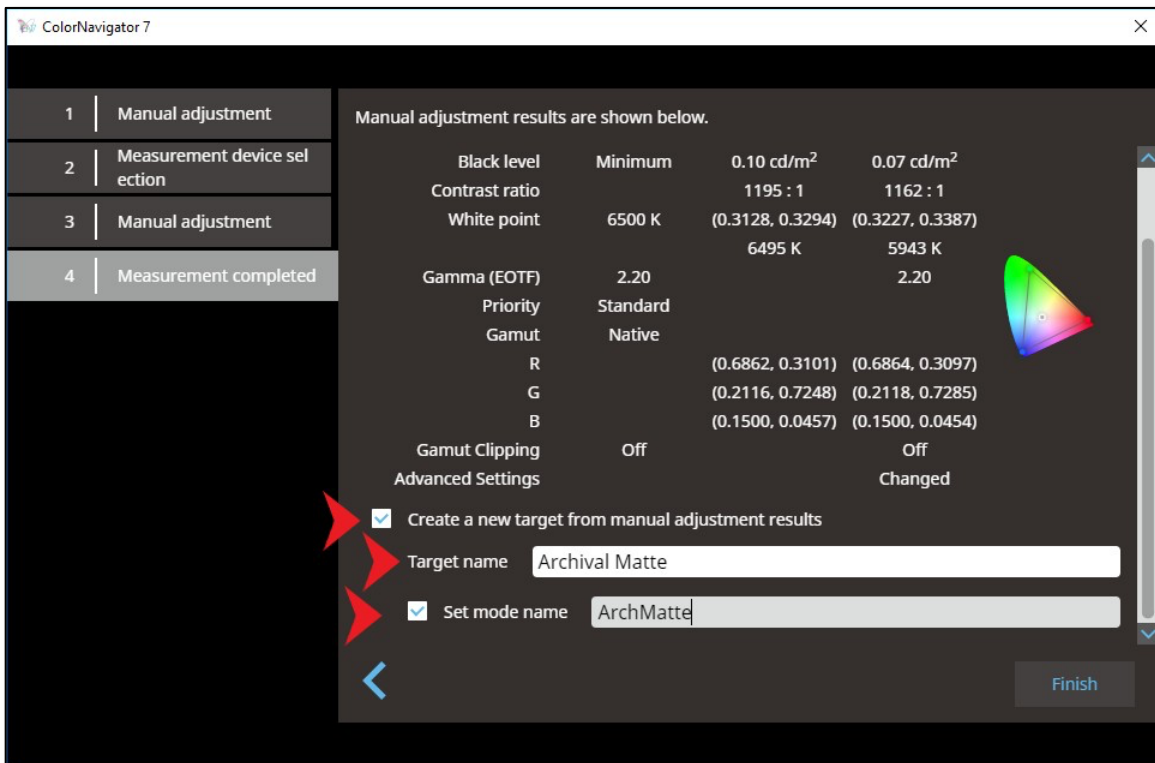 ColorNavigator 7
1 Manual adjustment
2 Measurement device sel
ection
3 Manual adjustment
4 Measurement completed
Manual adjustment results are shown below.
Black level Minimum 0.10 cd/m² 0.07 cd/m²
Contrast ratio 1195 : 1 1162 : 1
White point 6500 K (0.3128, 0.3294) (0.3227, 0.3387)
6495 K 5943 K
Gamma (EOTF) 2.20 2.20
Priority Standard
Gamut Native
R (0.6862, 0.3101) (0.6864, 0.3097)
G (0.2116, 0.7248) (0.2118, 0.7285)
B (0.1500, 0.0457) (0.1500, 0.0454)
Gamut Clipping Off Off
Advanced Settings Changed
Create a new target from manual adjustment results
Target name Archival Matte
Set mode name ArchMatte
Finish